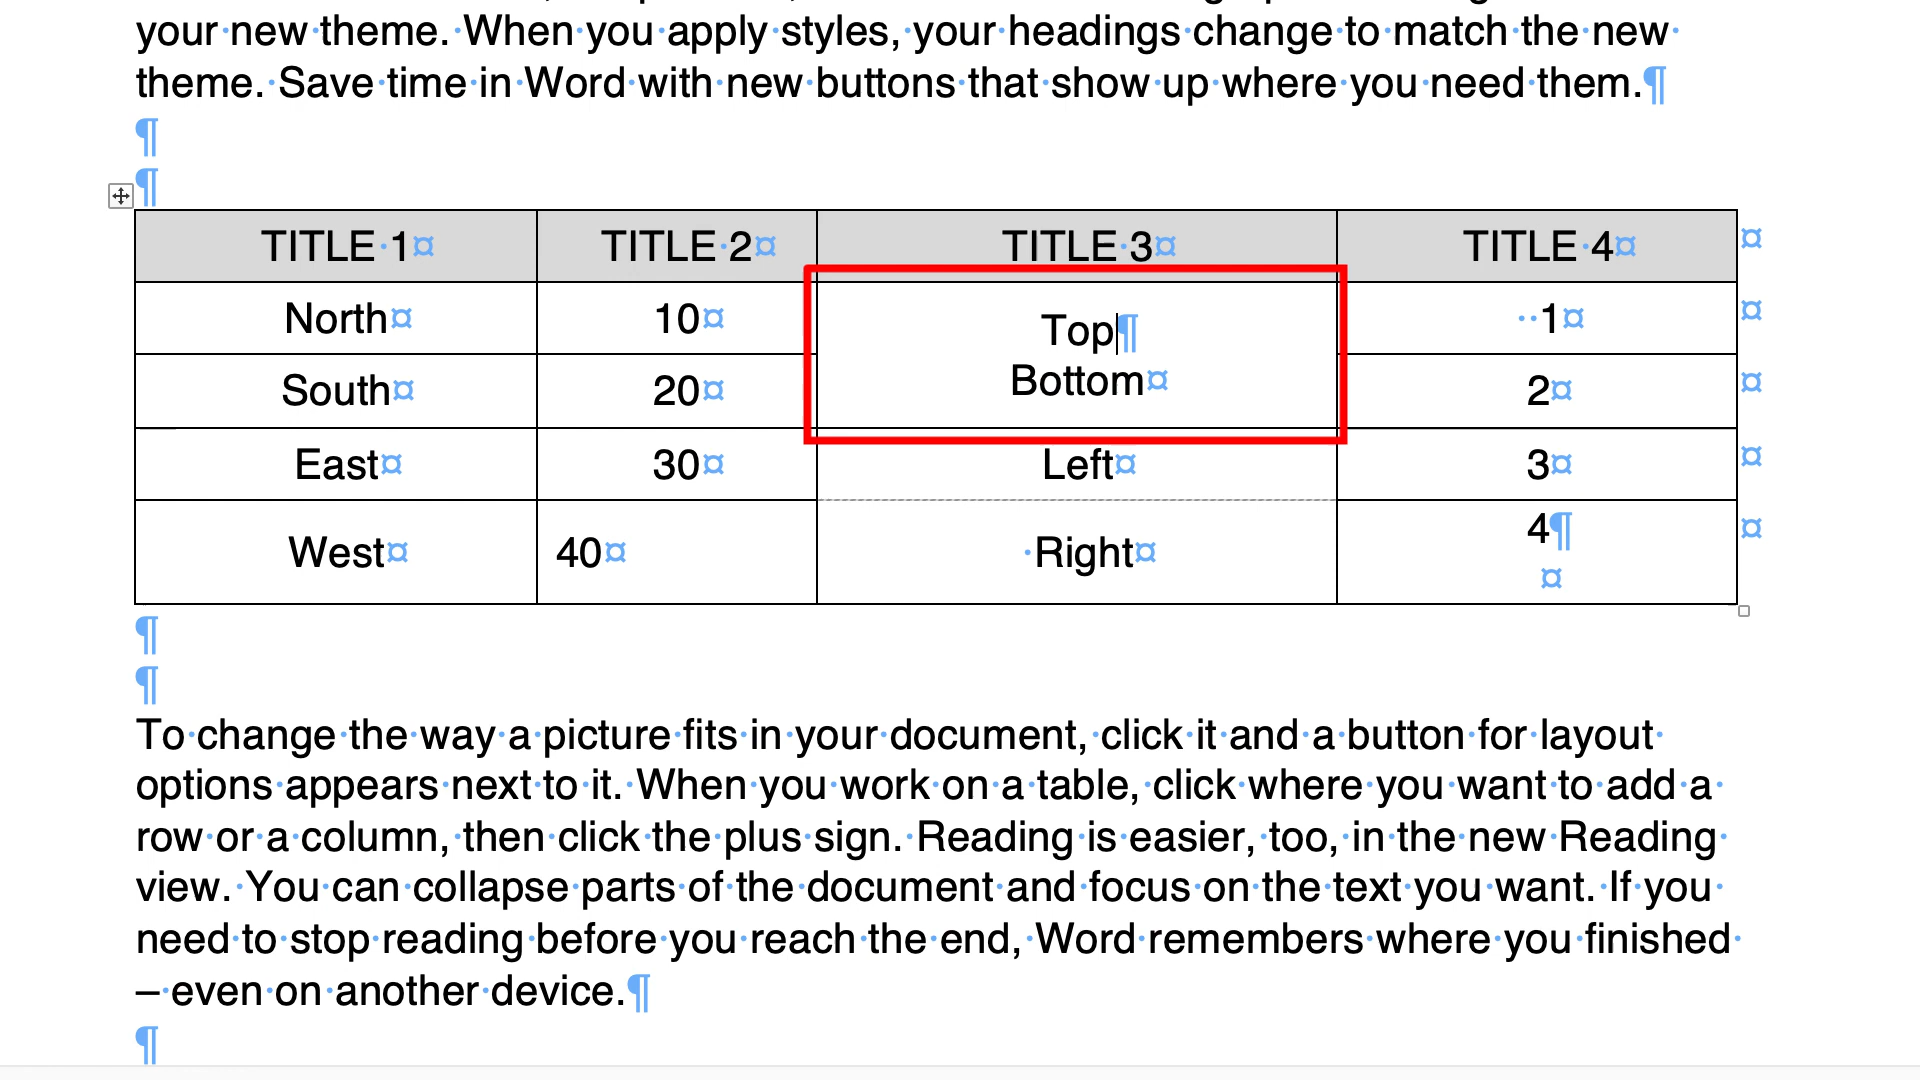 your new theme. When you apply styles, your headings change to match the new
theme. Save time in Word with new buttons that show up where you need them.¶
¶
¶
TITLE 1¤ TITLE 2¤ TITLE 3¤ TITLE 4¤ ¤
North¤ 10¤ Top¶ ··1¤ ¤
South¤ 20¤ Bottom¤ 2¤ ¤
East¤ 30¤ Left¤ 3¤ ¤
West¤ 40¤ ·Right¤ 4¶ ¤
¤
¶
¶
To change the way a picture fits in your document, click it and a button for layout
options appears next to it. When you work on a table, click where you want to add a
row or a column, then click the plus sign. Reading is easier, too, in the new Reading
view. You can collapse parts of the document and focus on the text you want. If you
need to stop reading before you reach the end, Word remembers where you finished
– even on another device.¶
¶